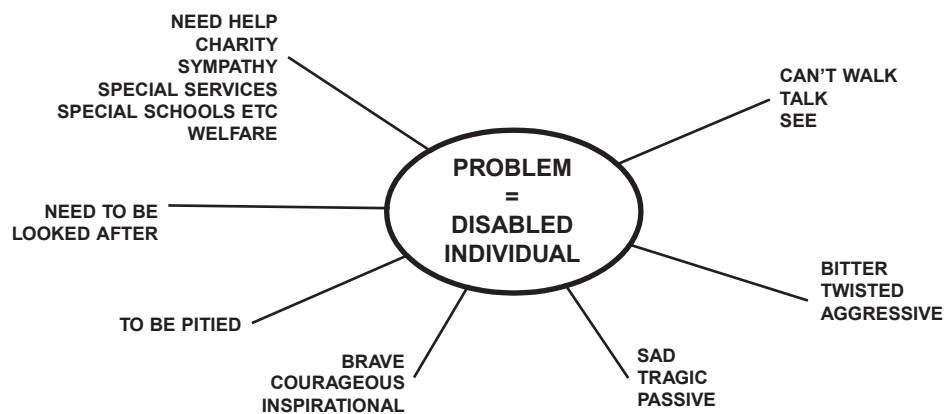 NEED HELP
CHARITY
SYMPATHY
SPECIAL SERVICES
SPECIAL SCHOOLS ETC
WELFARE
CAN'T WALK
TALK
SEE
PROBLEM
=
DISABLED
INDIVIDUAL
NEED TO BE
LOOKED AFTER
BITTER
TWISTED
AGGRESSIVE
TO BE PITIED
BRAVE
COURAGEOUS
INSPIRATIONAL
SAD
TRAGIC
PASSIVE